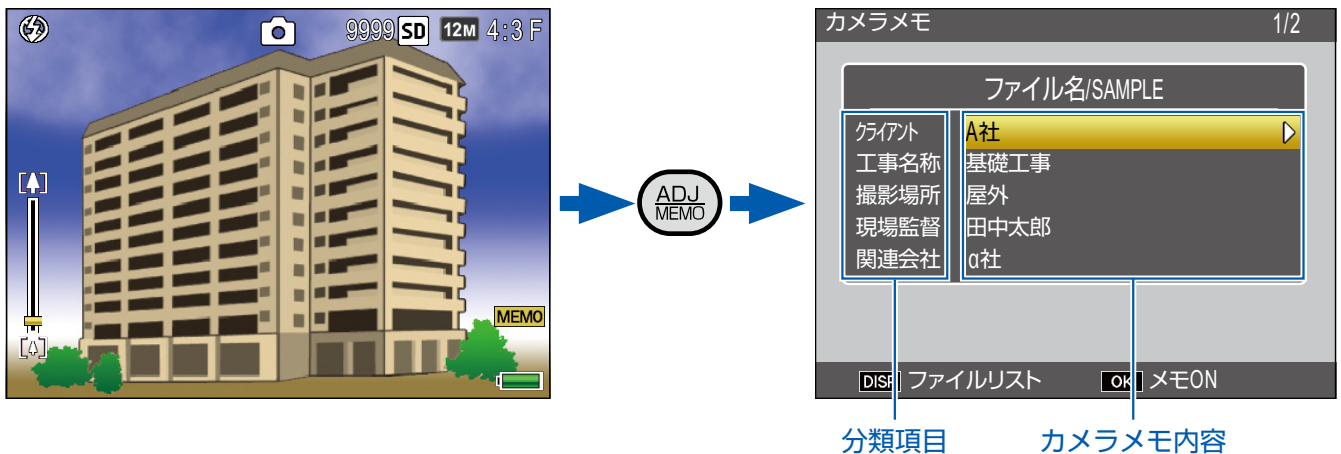 9999 SD 12M 4:3 F
MEMO
ADJ
MEMO
カメラメモ 1/2
ファイル名/SAMPLE
クライアント A社
工事名称 基礎工事
撮影場所 屋外
現場監督 田中太郎
関連会社 α社
DISP ファイルリスト OK メモON
分類項目 カメラメモ内容